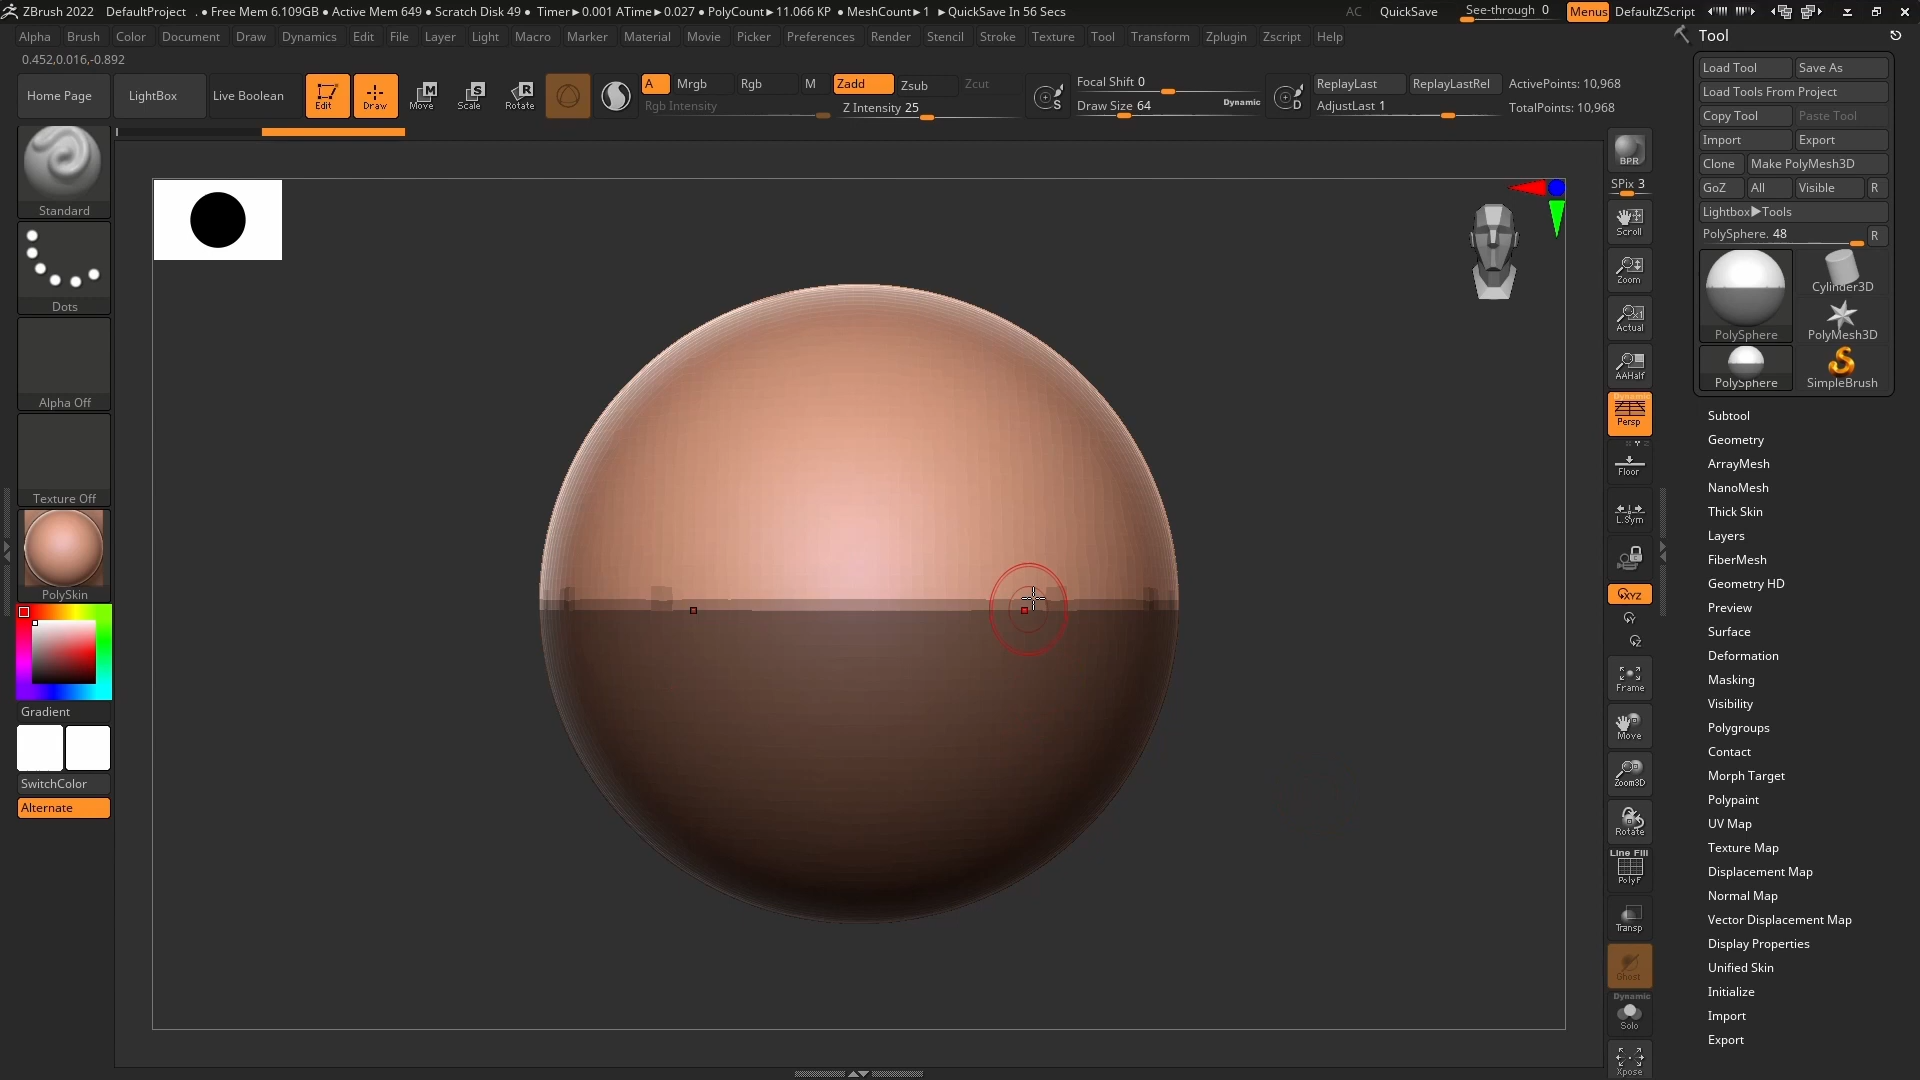 ZBrush 2022 DefaultProject . ● Free Mem 6.109GB ● Active Mem 649 ● Scratch Disk 49 ● Timer►0.001 ATime►0.027 ● PolyCount►11.066 KP ● MeshCount►1 ►QuickSave In 56 Secs AC QuickSave See-through 0 Menus DefaultZScript
Alpha Brush Color Document Draw Dynamics Edit File Layer Light Macro Marker Material Movie Picker Preferences Render Stencil Stroke Texture Tool Transform Zplugin Zscript Help
Tool
0.452,0.016,-0.892
Home Page LightBox Live Boolean Edit Draw Move Scale Rotate
A Mrgb Rgb M Zadd Zsub Zcut
Rgb Intensity Z Intensity 25
Focal Shift 0
Draw Size 64 Dynamic
S D
ReplayLast ReplayLastRel ActivePoints: 10,968
AdjustLast 1 TotalPoints: 10,968
Standard
Dots
Alpha Off
Texture Off
PolySkin
Gradient
SwitchColor
Alternate
BPR
SPix 3
Scroll
Zoom
Actual
AAHalf
Dynamic
Persp
Floor
L.Sym
XYZ
Y
Z
Frame
Move
Zoom3D
Rotate
Line Fill
PolyF
Transp
Ghost
Dynamic
Solo
Xpose
Load Tool Save As
Load Tools From Project
Copy Tool Paste Tool
Import Export
Clone Make PolyMesh3D
GoZ All Visible R
Lightbox►Tools
PolySphere. 48 R
PolySphere Cylinder3D
PolyMesh3D
PolySphere SimpleBrush
Subtool
Geometry
ArrayMesh
NanoMesh
Thick Skin
Layers
FiberMesh
Geometry HD
Preview
Surface
Deformation
Masking
Visibility
Polygroups
Contact
Morph Target
Polypaint
UV Map
Texture Map
Displacement Map
Normal Map
Vector Displacement Map
Display Properties
Unified Skin
Initialize
Import
Export